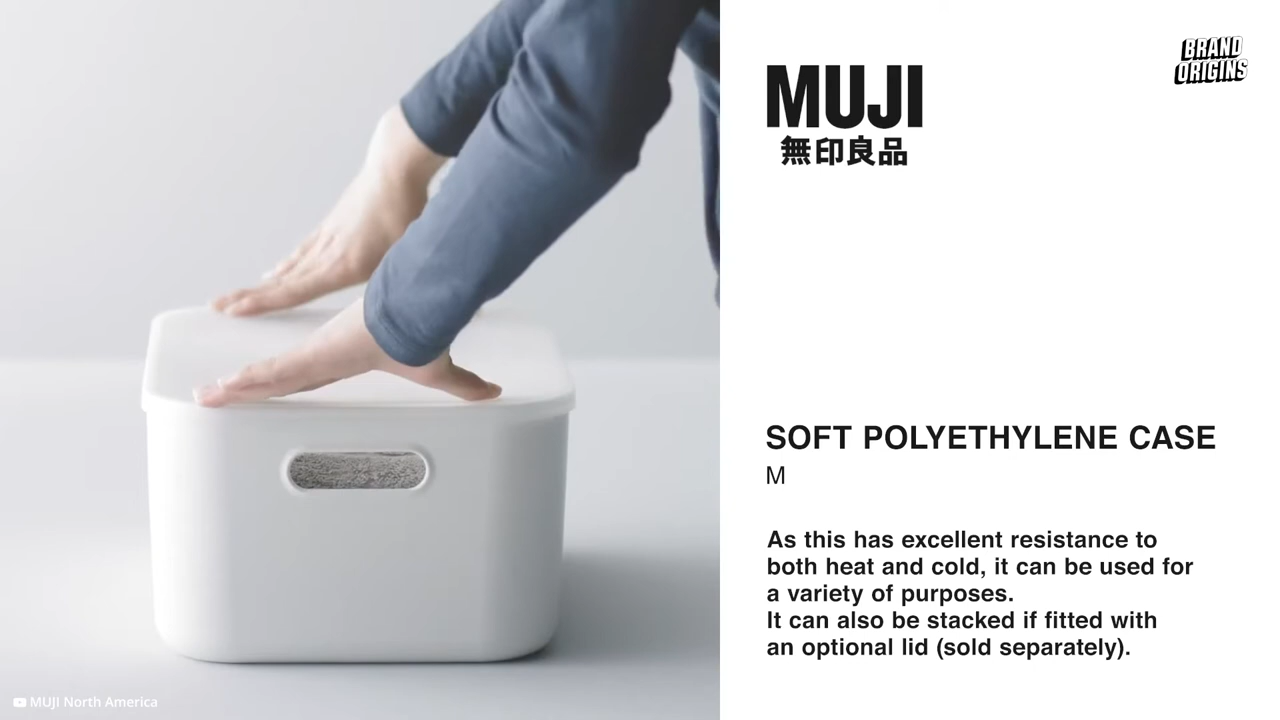 BRAND
ORIGINS
MUJI
無印良品
SOFT POLYETHYLENE CASE
M
As this has excellent resistance to
both heat and cold, it can be used for
a variety of purposes.
It can also be stacked if fitted with
an optional lid (sold separately).
MUJI North America